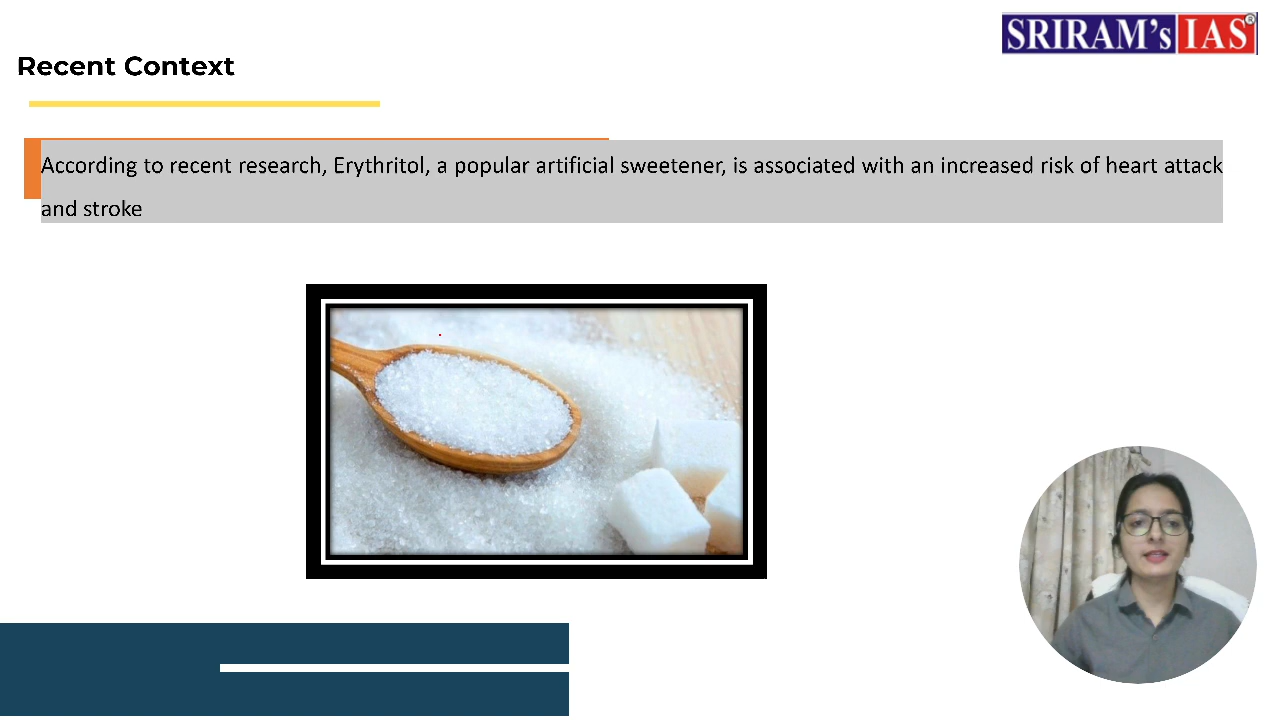 SRIRAM's IAS®
Recent Context
According to recent research, Erythritol, a popular artificial sweetener, is associated with an increased risk of heart attack
and stroke